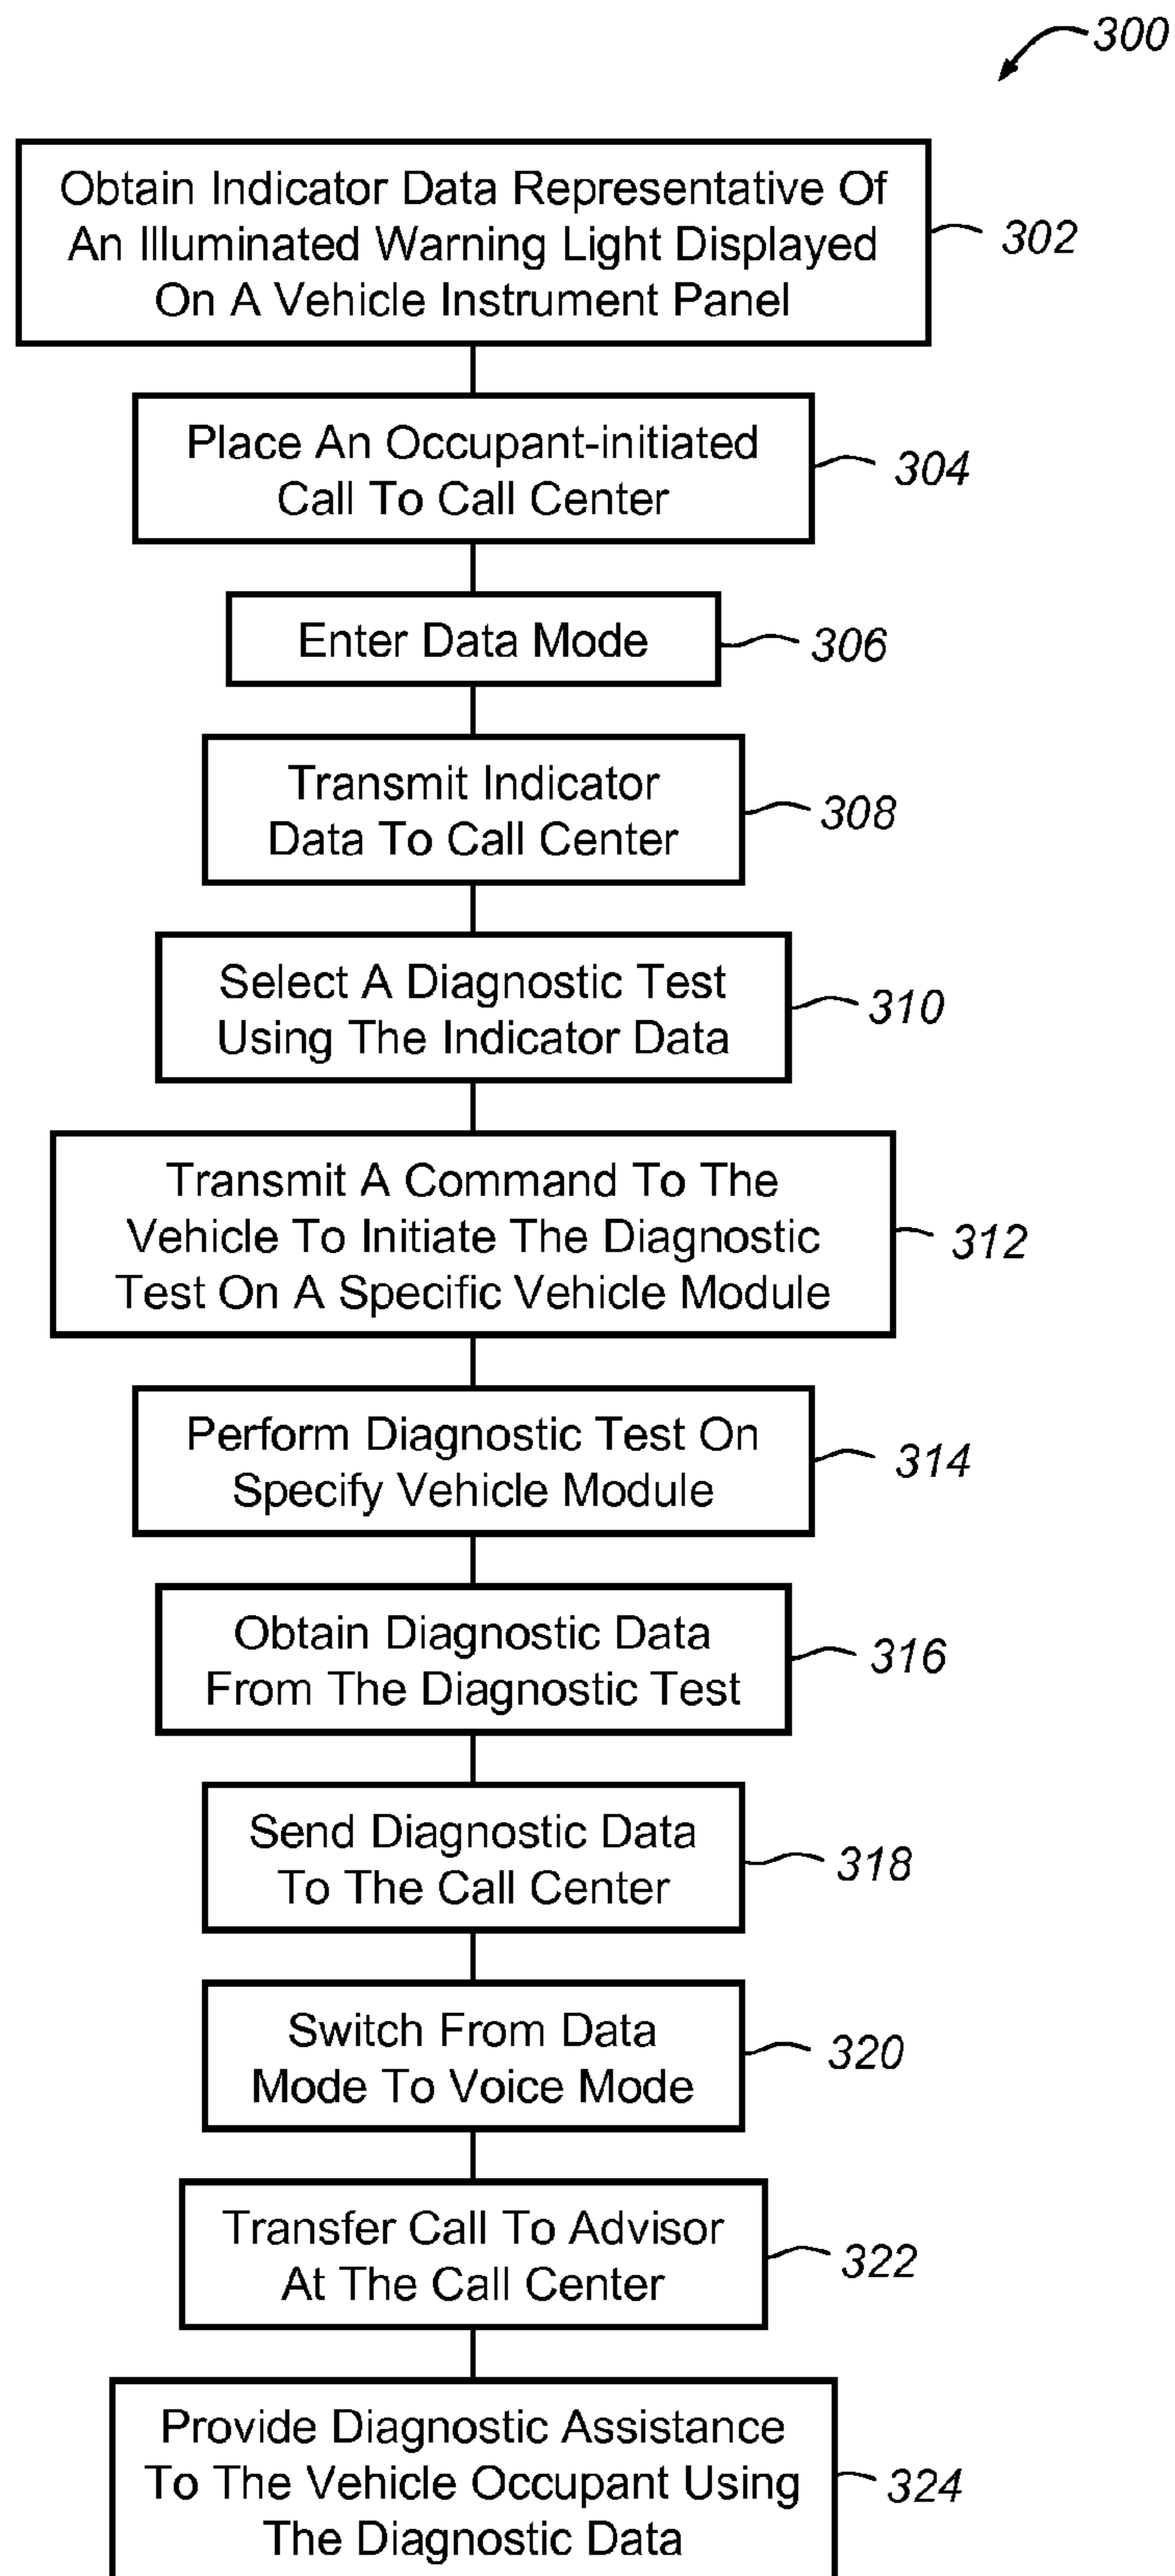 300
Obtain Indicator Data Representative Of
An Illuminated Warning Light Displayed
On A Vehicle Instrument Panel
302
Place An Occupant-initiated
Call To Call Center
304
Enter Data Mode
306
Transmit Indicator
Data To Call Center
308
Select A Diagnostic Test
Using The Indicator Data
310
Transmit A Command To The
Vehicle To Initiate The Diagnostic
Test On A Specific Vehicle Module
312
Perform Diagnostic Test On
Specify Vehicle Module
314
Obtain Diagnostic Data
From The Diagnostic Test
316
Send Diagnostic Data
To The Call Center
318
Switch From Data
Mode To Voice Mode
320
Transfer Call To Advisor
At The Call Center
322
Provide Diagnostic Assistance
To The Vehicle Occupant Using
The Diagnostic Data
324